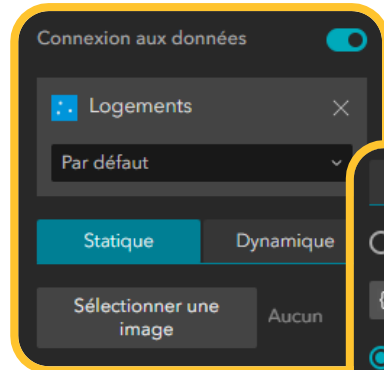 Connexion aux données
Logements
Par défaut
Statique Dynamique
Sélectionner une
image
Aucun
{